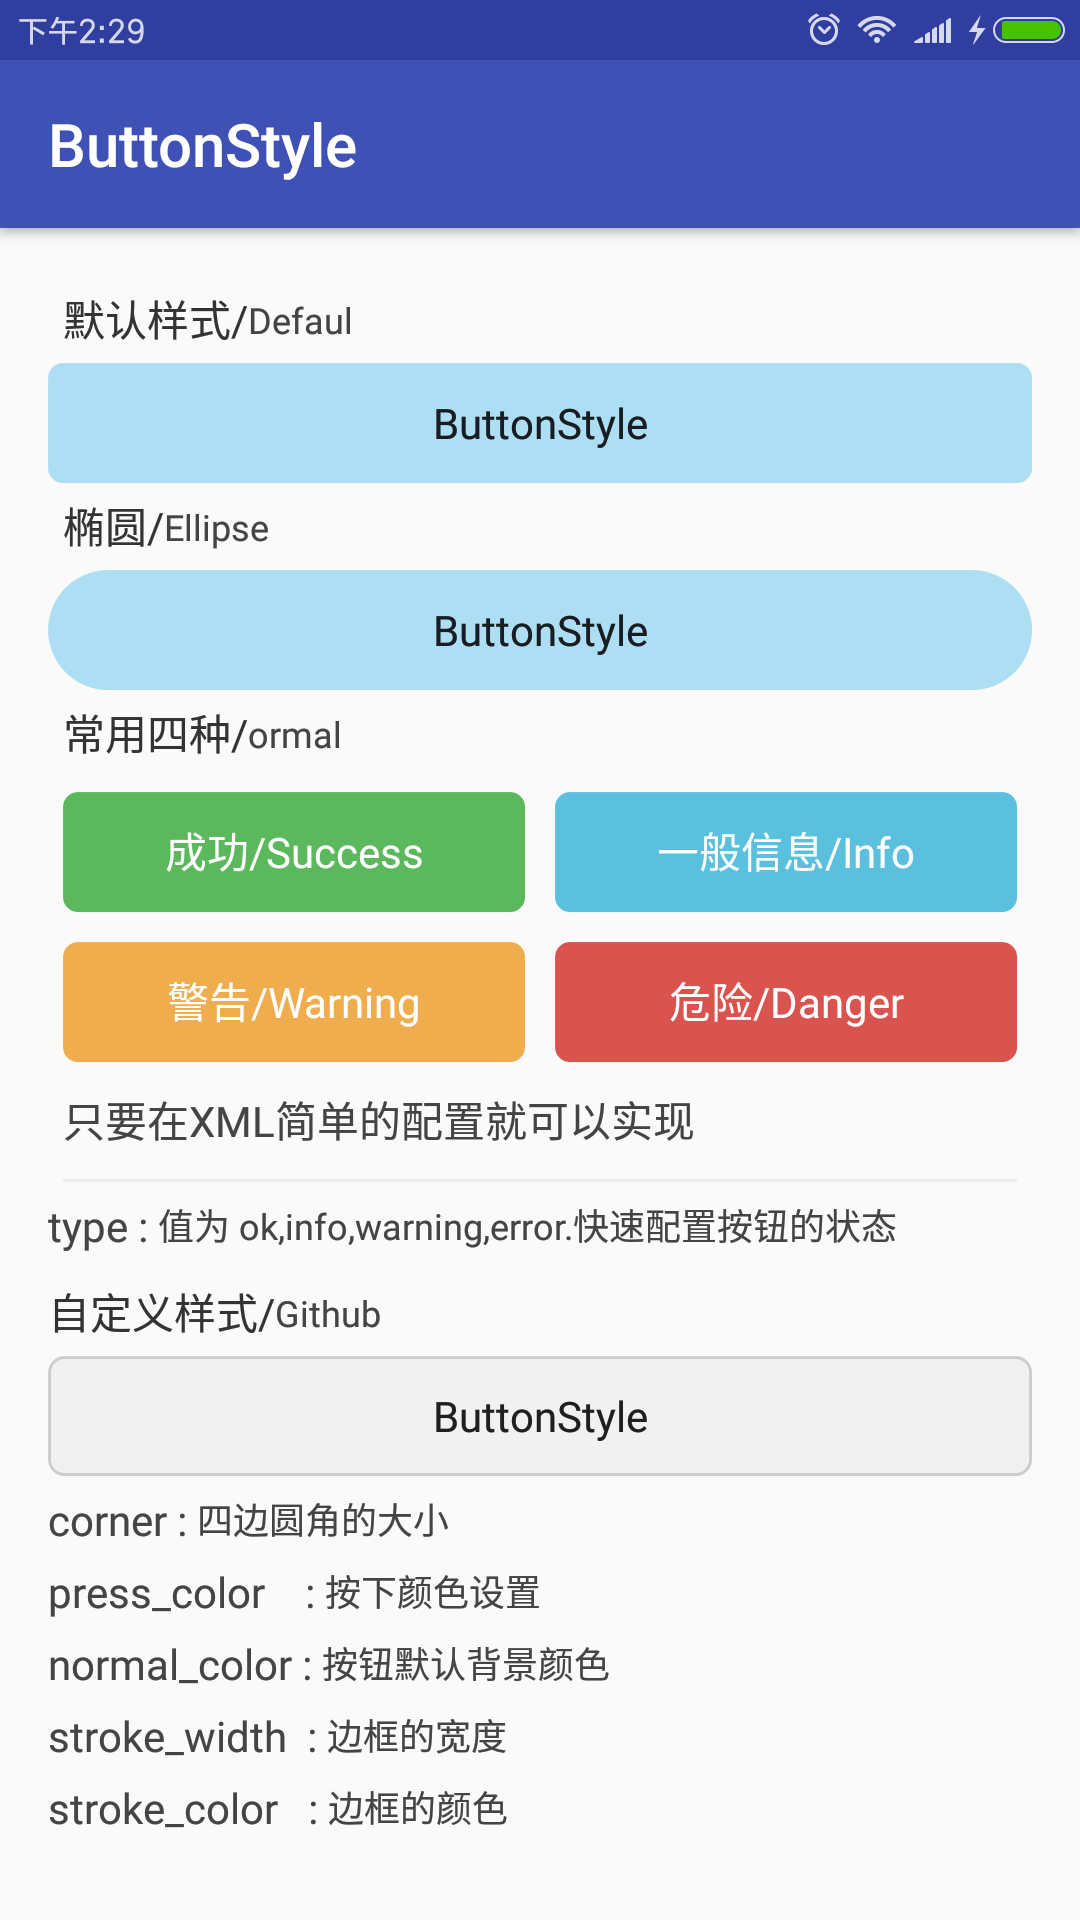 下午2:29
ButtonStyle
默认样式/Defaul
ButtonStyle
椭圆/Ellipse
ButtonStyle
常用四种/ormal
成功/Success
一般信息/Info
警告/Warning
危险/Danger
只要在XML简单的配置就可以实现
type : 值为 ok,info,warning,error.快速配置按钮的状态
自定义样式/Github
ButtonStyle
corner : 四边圆角的大小
press_color : 按下颜色设置
normal_color : 按钮默认背景颜色
stroke_width : 边框的宽度
stroke_color : 边框的颜色